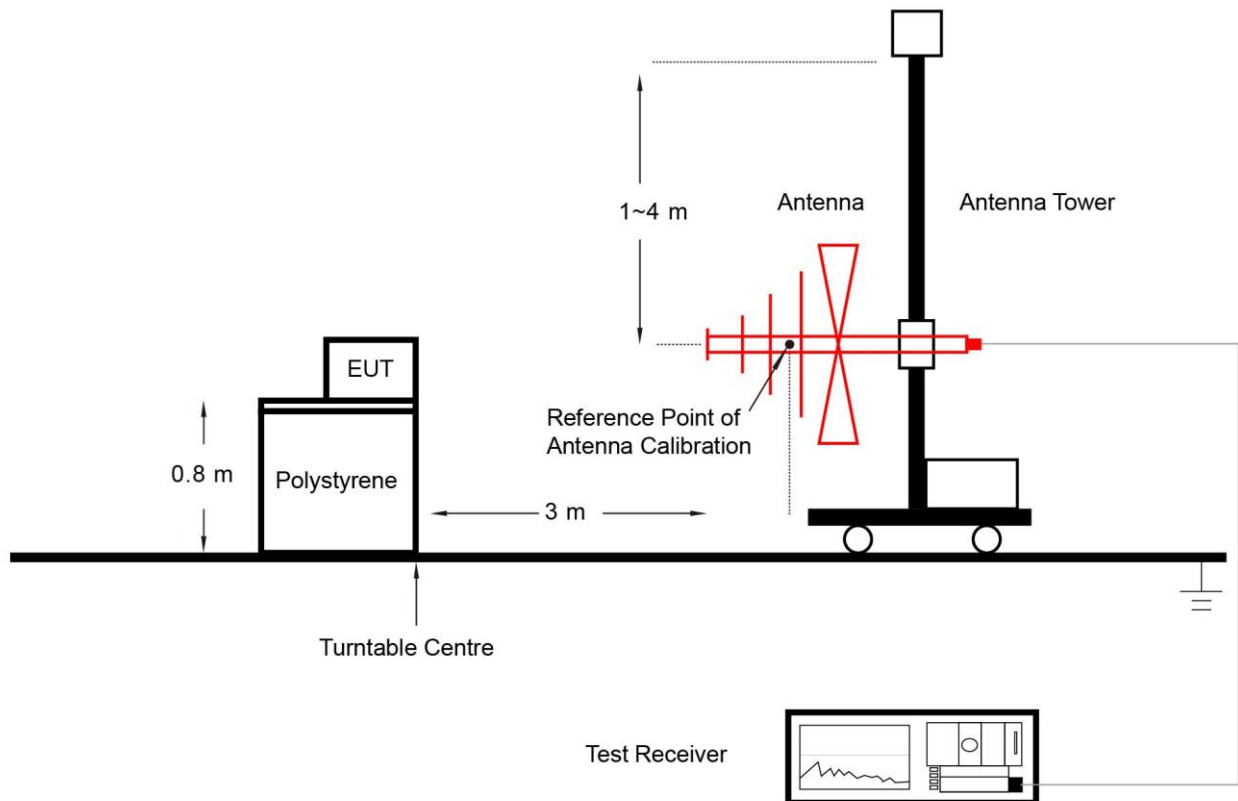 1~4 m
Antenna
Antenna Tower
EUT
Reference Point of
Antenna Calibration
0.8 m
Polystyrene
3 m
Turntable Centre
Test Receiver